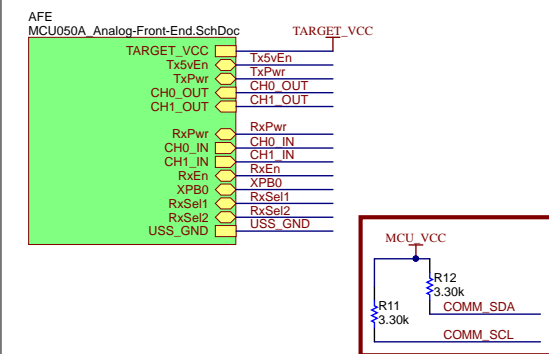 AFE
MCU050A_Analog-Front-End.SchDoc
TARGET_VCC
TARGET_VCC
Tx5vEn Tx5vEn
TxPwr TxPwr
CH0_OUT CH0_OUT
CH1_OUT CH1_OUT
RxPwr RxPwr
CH0_IN CH0_IN
CH1_IN CH1_IN
RxEn RxEn
XPB0 XPB0
RxSel1 RxSel1
RxSel2 RxSel2
USS_GND USS_GND
MCU_VCC
R12
3.30k
R11
3.30k
COMM_SDA
COMM_SCL